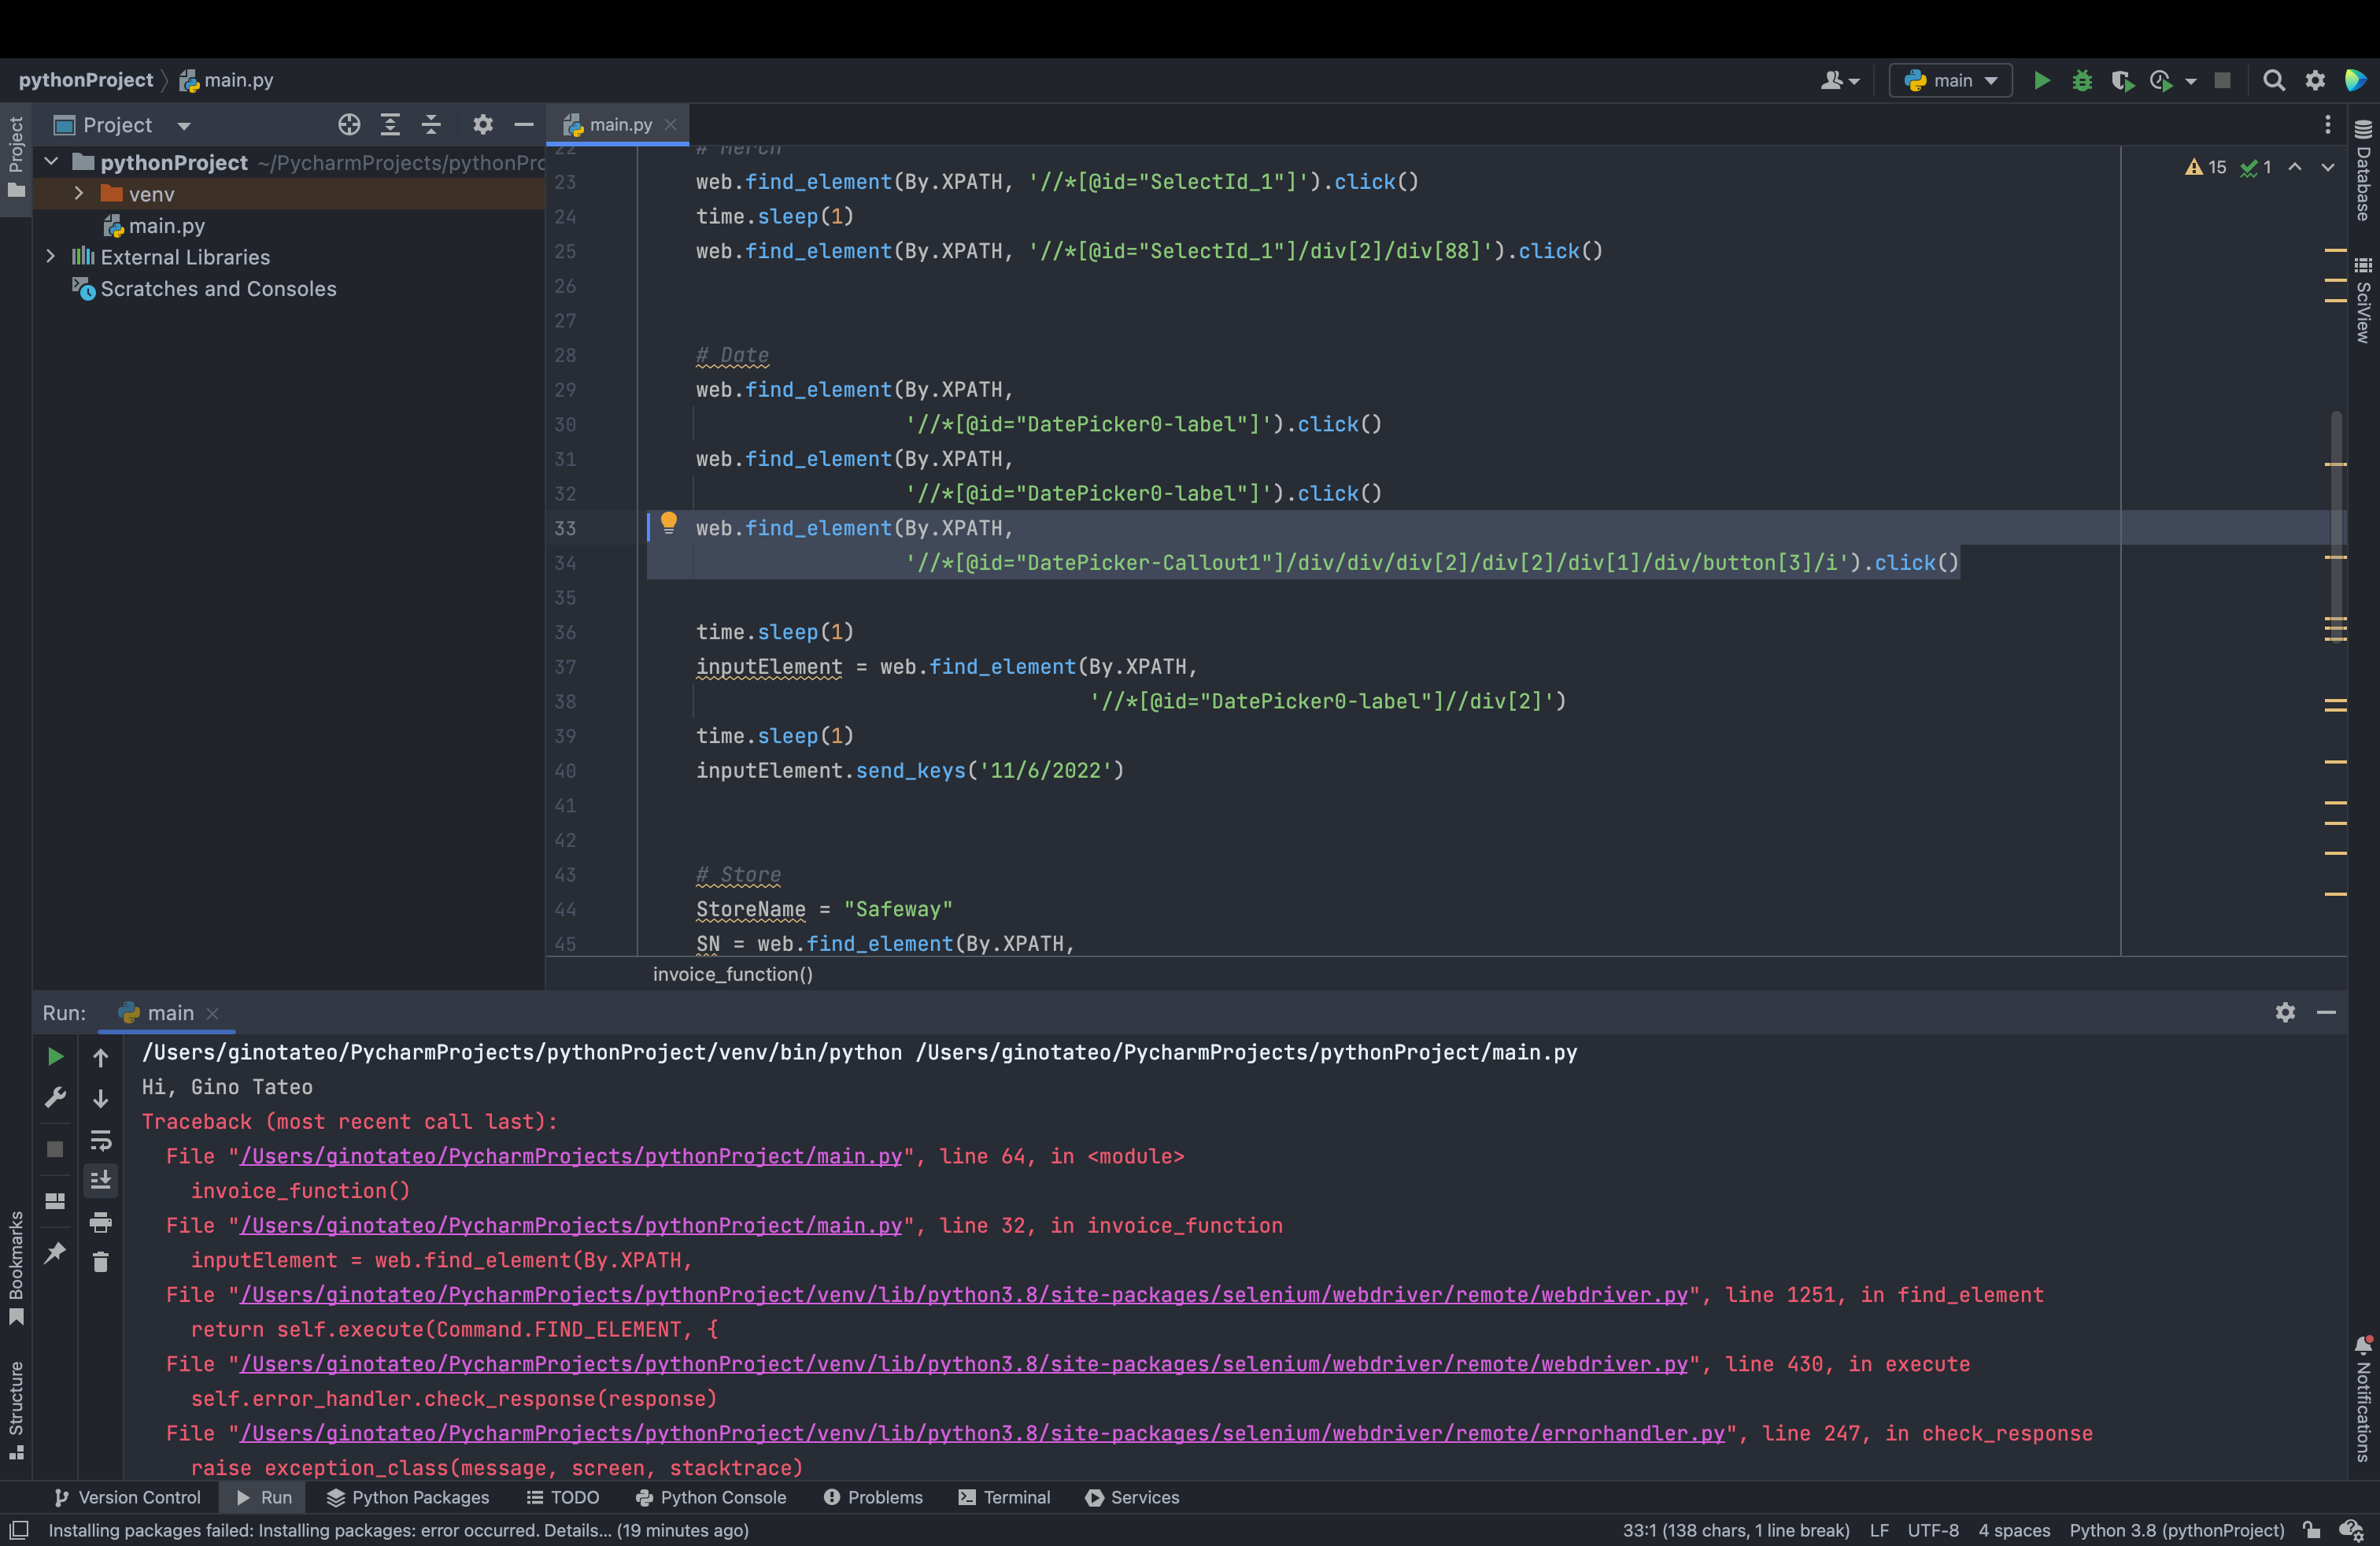 pythonProject
main.py
main
Project
main.py
15
1
Project
pythonProject ~/PycharmProjects/pythonPro
venv
main.py
External Libraries
Scratches and Consoles
Database
SciView
22 # Merch
23 web.find_element(By.XPATH, '//*[@id="SelectId_1"]').click()
24 time.sleep(1)
25 web.find_element(By.XPATH, '//*[@id="SelectId_1"]/div[2]/div[88]').click()
26
27
28 # Date
29 web.find_element(By.XPATH,
30 '//*[@id="DatePicker0-label"]').click()
31 web.find_element(By.XPATH,
32 '//*[@id="DatePicker0-label"]').click()
33 web.find_element(By.XPATH,
34 '//*[@id="DatePicker-Callout1"]/div/div/div[2]/div[2]/div[1]/div/button[3]/i').click()
35
36 time.sleep(1)
37 inputElement = web.find_element(By.XPATH,
38 '//*[@id="DatePicker0-label"]//div[2]')
39 time.sleep(1)
40 inputElement.send_keys('11/6/2022')
41
42
43 # Store
44 StoreName = "Safeway"
45 SN = web.find_element(By.XPATH,
invoice_function()
Run:
main
/Users/ginotateo/PycharmProjects/pythonProject/venv/bin/python /Users/ginotateo/PycharmProjects/pythonProject/main.py
Hi, Gino Tateo
Traceback (most recent call last):
File "/Users/ginotateo/PycharmProjects/pythonProject/main.py", line 64, in <module>
invoice_function()
File "/Users/ginotateo/PycharmProjects/pythonProject/main.py", line 32, in invoice_function
inputElement = web.find_element(By.XPATH,
File "/Users/ginotateo/PycharmProjects/pythonProject/venv/lib/python3.8/site-packages/selenium/webdriver/remote/webdriver.py", line 1251, in find_element
return self.execute(Command.FIND_ELEMENT, {
File "/Users/ginotateo/PycharmProjects/pythonProject/venv/lib/python3.8/site-packages/selenium/webdriver/remote/webdriver.py", line 430, in execute
self.error_handler.check_response(response)
File "/Users/ginotateo/PycharmProjects/pythonProject/venv/lib/python3.8/site-packages/selenium/webdriver/remote/errorhandler.py", line 247, in check_response
raise exception_class(message, screen, stacktrace)
Bookmarks
Structure
Notifications
Version Control
Run
Python Packages
TODO
Python Console
Problems
Terminal
Services
Installing packages failed: Installing packages: error occurred. Details... (19 minutes ago)
33:1 (138 chars, 1 line break)
LF
UTF-8
4 spaces
Python 3.8 (pythonProject)